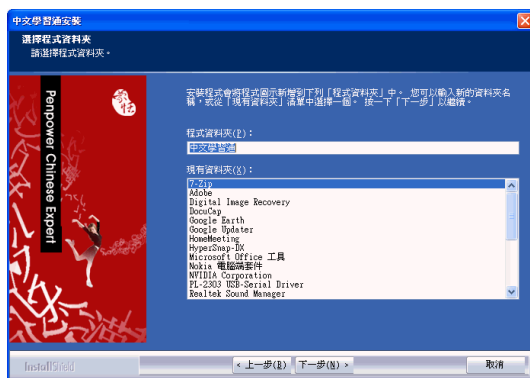 中文學習通安裝
選擇程式資料夾
請選擇程式資料夾。
Penpower Chinese Expert
安裝程式會將程式圖示新增到下列「程式資料夾」中。 您可以輸入新的資料夾名
稱,或從「現有資料夾」清單中選擇一個。 按一下「下一步」以繼續。
程式資料夾(P):
中文學習通
現有資料夾(X):
7-Zip
Adobe
Digital Image Recovery
DocuCap
Google Earth
Google Updater
HomeMeeting
HyperSnap-DX
Microsoft Office 工具
Nokia 電腦端套件
NVIDIA Corporation
PL-2303 USB-Serial Driver
Realtek Sound Manager
InstallShield
< 上一步(B)
下一步(N) >
取消